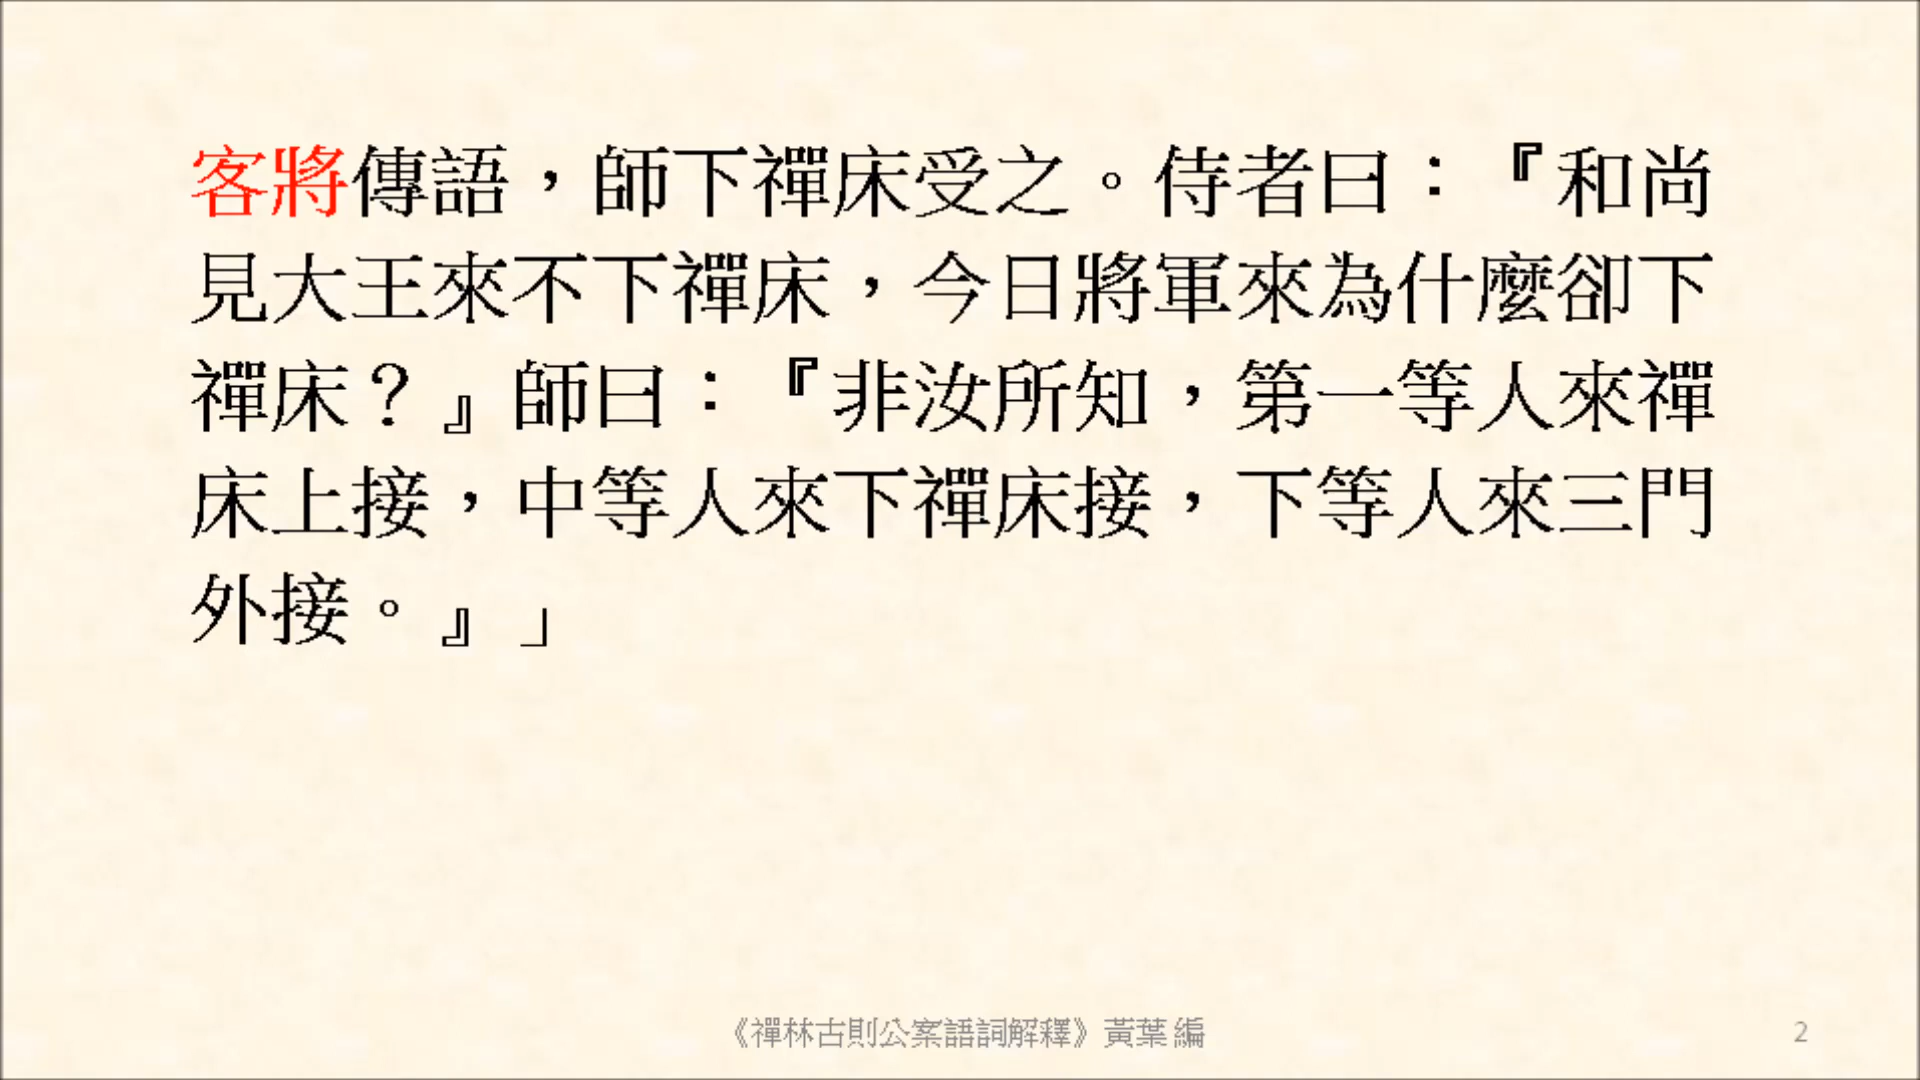 客將傳語，師下禪床受之。侍者曰：『和尚
見大王來不下禪床，今日將軍來為什麼卻下
禪床？』師曰：『非汝所知，第一等人來禪
床上接，中等人來下禪床接，下等人來三門
外接。』」
《禪林古則公案語詞解釋》黃葉編
2